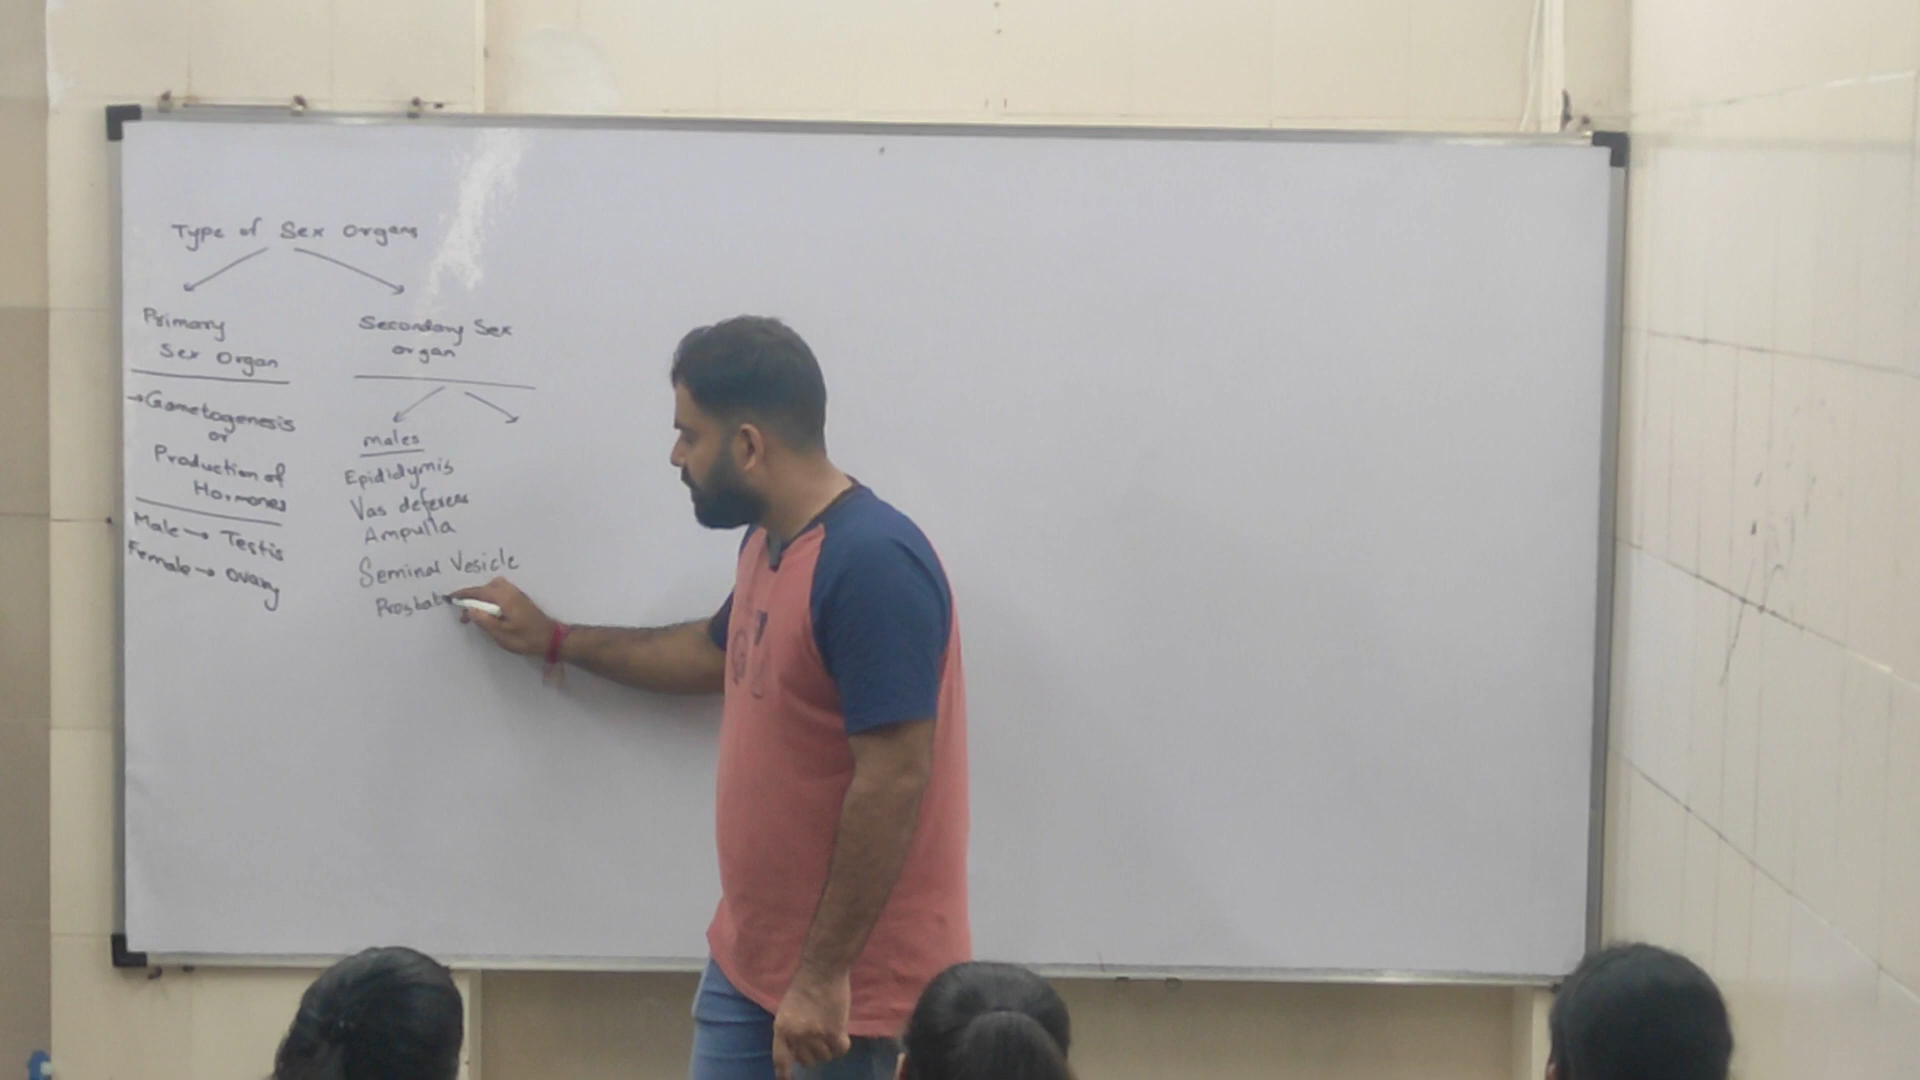 Type of Sex Organs
Primary
Sex Organ
→ Gametogenesis
or
Production of
Hormones
Male → Testis
Female → Ovary
Secondary Sex
organ
males
Epididymis
Vas deferens
Ampulla
Seminal Vesicle
Prostat